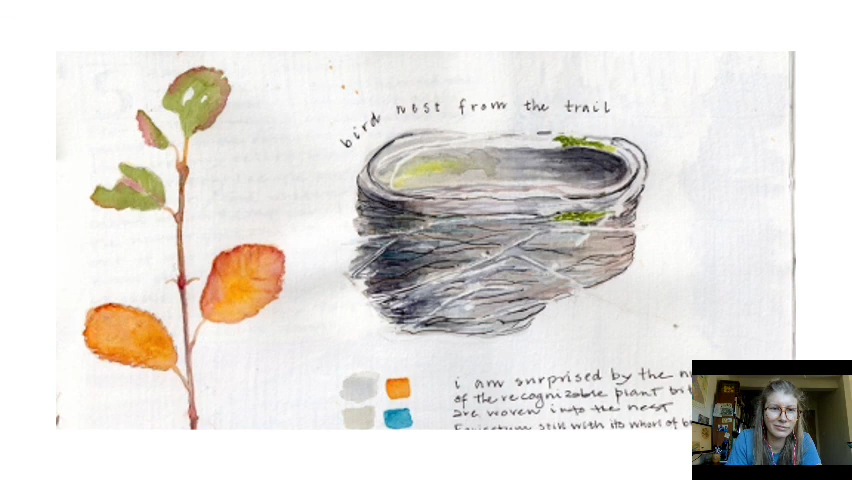 bird nest from the trail
i am surprised by the
of the recognizable plant
are woven into the nest
Equisetum still with its whorl of